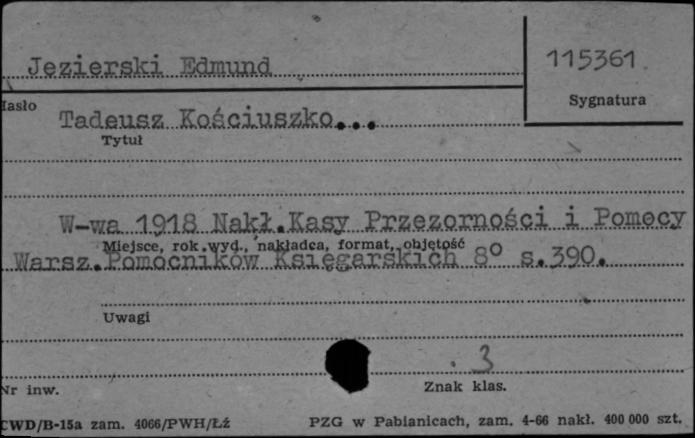 Jezierski Edmund
115361
Hasło
Sygnatura
Tadeusz Kościuszko...
Tytuł
W-wa 1918 Nakł.Kasy Przezorności i Pomocy
Miejsce, rok wyd., nakładca, format, objętość
Warsz.Pomocników Księgarskich 8° s.390.
Uwagi
3
Nr inw.
Znak klas.
CWD/B-15a zam. 4066/PWH/Łź
PZG w Pabianicach, zam. 4-66 nakł. 400 000 szt.